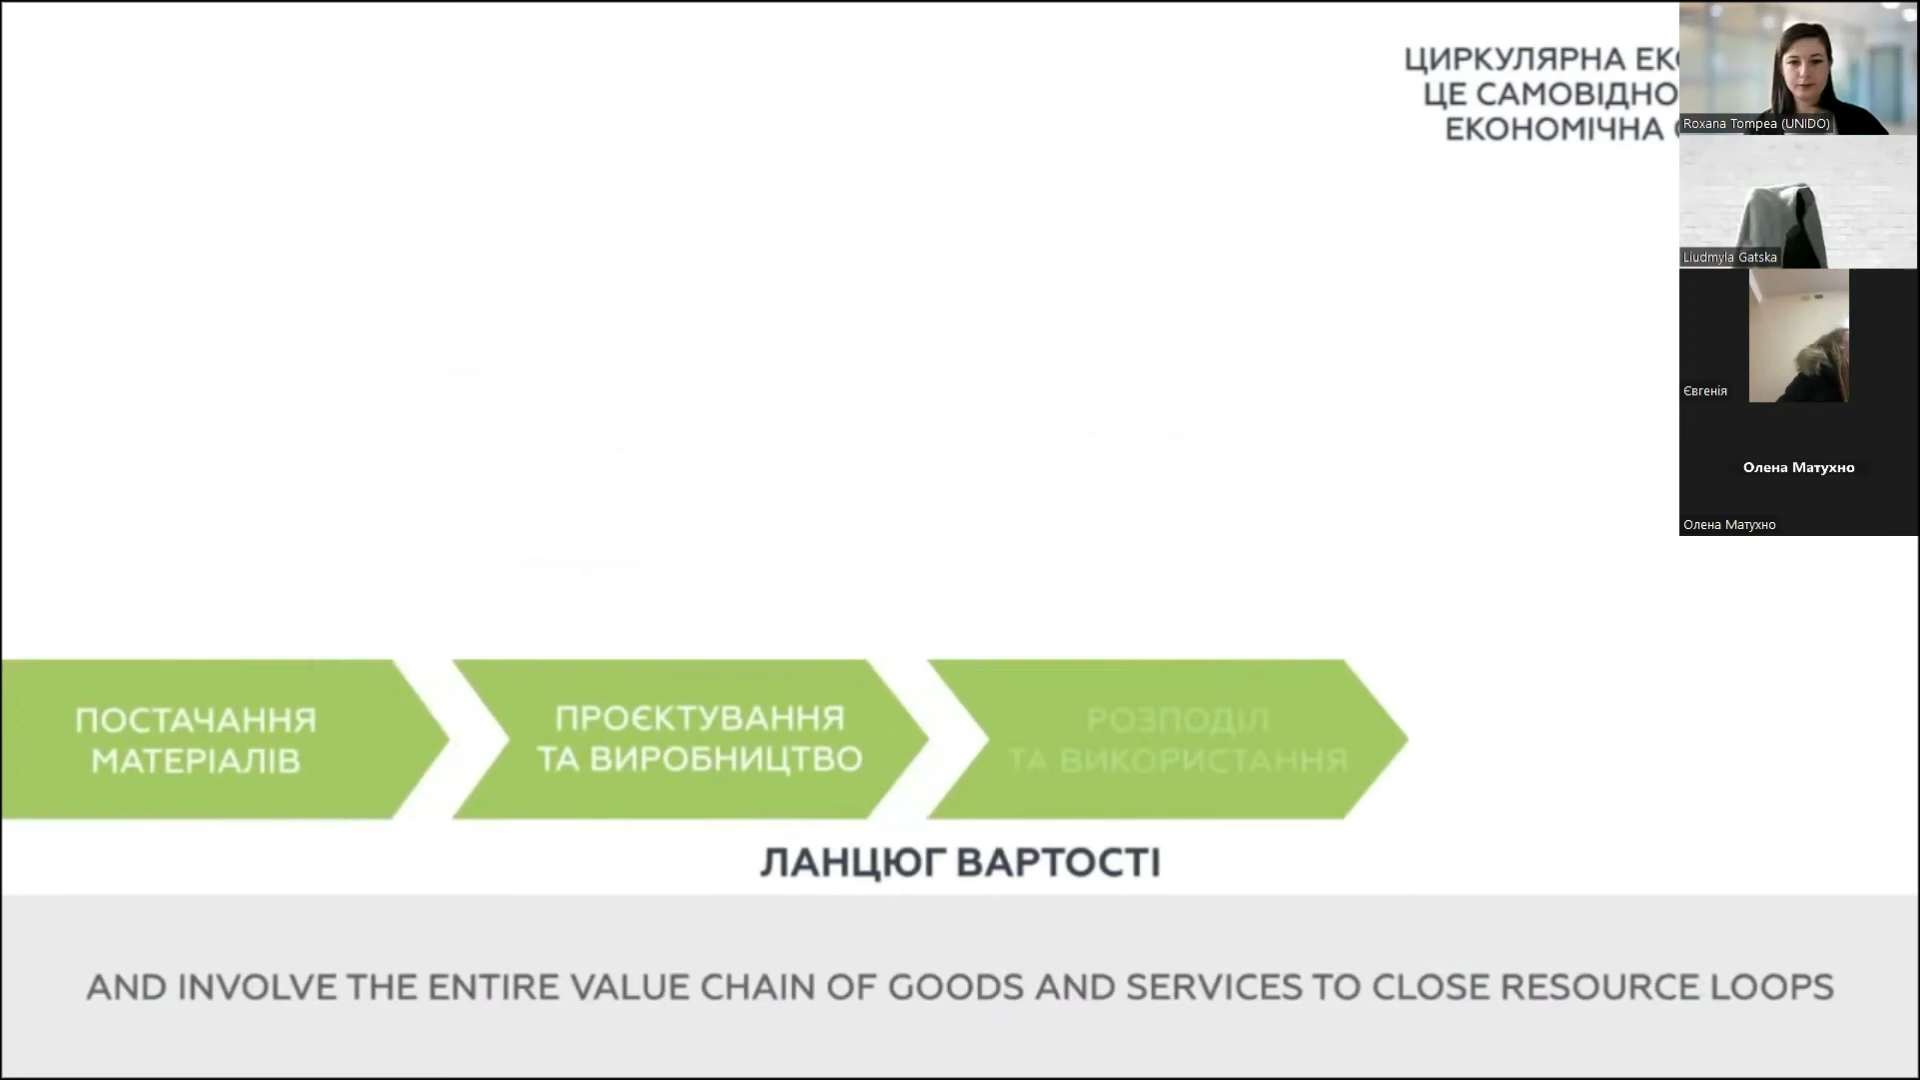 ЦИРКУЛЯРНА
ЦЕ САМОВІДНО
ЕКОНОМІЧНА
Roxana Tompea (UNIDO)
Liudmyla Gatska
Євгенія
Олена Матухно
Олена Матухно
ПОСТАЧАННЯ
МАТЕРІАЛІВ
ПРОЄКТУВАННЯ
ТА ВИРОБНИЦТВО
РОЗПОДІЛ
ТА ВИКОРИСТАННЯ
ЛАНЦЮГ ВАРТОСТІ
AND INVOLVE THE ENTIRE VALUE CHAIN OF GOODS AND SERVICES TO CLOSE RESOURCE LOOPS